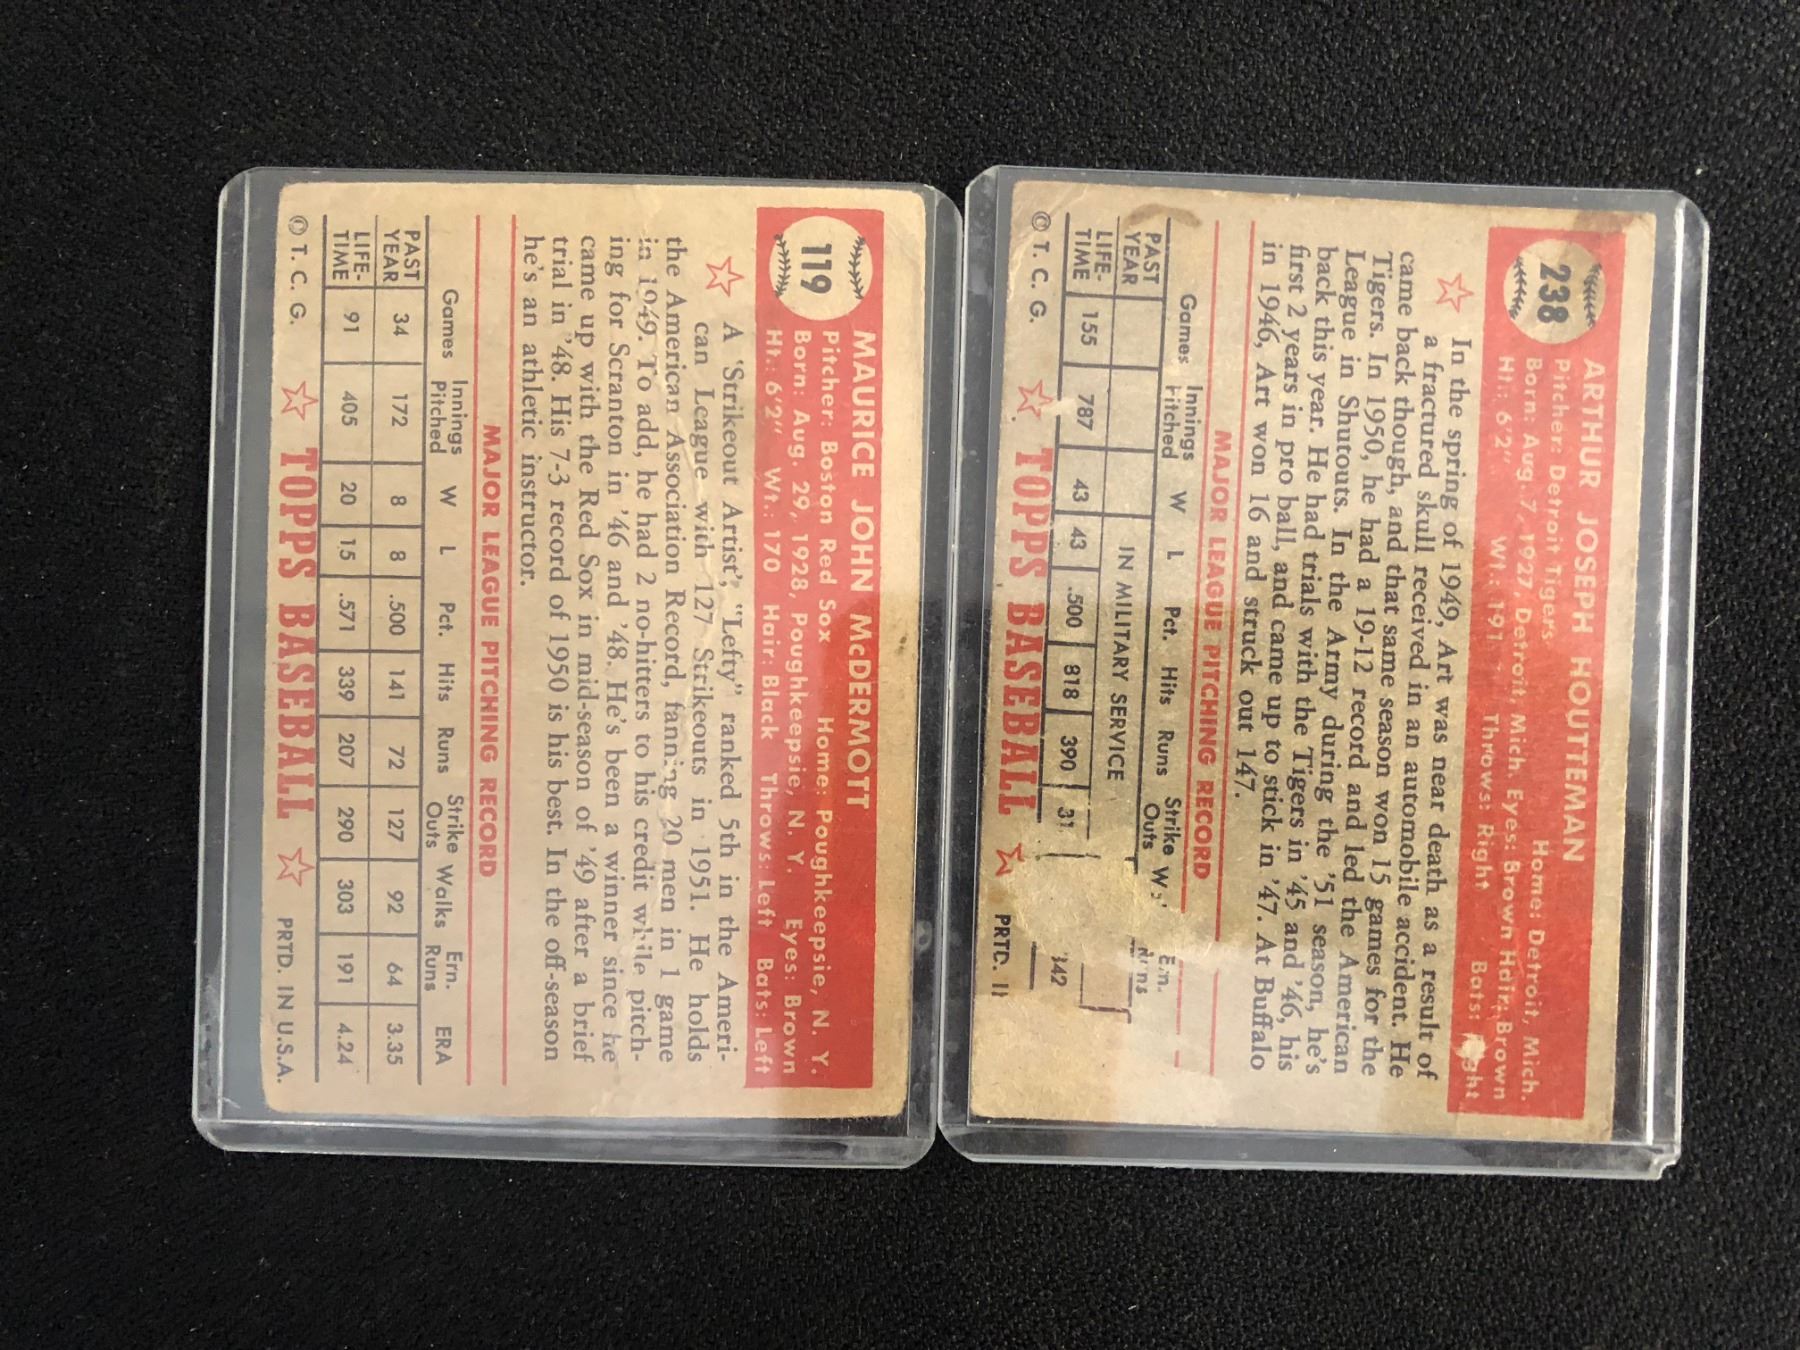 238
ARTHUR JOSEPH HOUTTEMAN
Pitcher: Detroit Tigers Home: Detroit, Mich.
Born: Aug. 7, 1927, Detroit, Mich. Eyes: Brown Hair: Brown
Ht.: 6'2" Wt.: 191 Throws: Right Bats:
In the spring of 1949, Art was near death as a result of
a fractured skull received in an automobile accident. He
came back though, and that same season won 15 games for the
Tigers. In 1950, he had a 19-12 record and led the American
League in Shutouts. In the Army during the '51 season, he's
back this year. He had trials with the Tigers in '45 and '46, his
first 2 years in pro ball, and came up to stick in '47. At Buffalo
in 1946, Art won 16 and struck out 147.
MAJOR LEAGUE PITCHING RECORD
Games Innings Pitched W L Pct. Hits Runs Strike Outs
PAST YEAR IN MILITARY SERVICE
LIFE- TIME 155 787 43 43 .500 818 390 31 142
© T. C. G. TOPPS BASEBALL PRTD.
119
MAURICE JOHN McDERMOTT
Pitcher: Boston Red Sox Home: Poughkeepsie, N. Y.
Born: Aug. 29, 1928, Poughkeepsie, N. Y. Eyes: Brown
Ht.: 6'2" Wt.: 170 Hair: Black Throws: Left Bats: Left
A 'Strikeout Artist', "Lefty" ranked 5th in the Ameri-
can League with 127 Strikeouts in 1951. He holds
the American Association Record, fanning 20 men in 1 game
in 1949. To add, he had 2 no-hitters to his credit while pitch-
ing for Scranton in '46 and '48. He's been a winner since he
came up with the Red Sox in mid-season of '49 after a brief
trial in '48. His 7-3 record of 1950 is his best. In the off-season
he's an athletic instructor.
MAJOR LEAGUE PITCHING RECORD
Games Innings Pitched W L Pct. Hits Runs Strike Outs Walks Ern. Runs ERA
PAST YEAR 34 172 8 8 .500 141 72 127 92 64 3.35
LIFE- TIME 91 405 20 15 .571 339 207 290 303 191 4.24
© T. C. G. TOPPS BASEBALL PRTD. IN U.S.A.